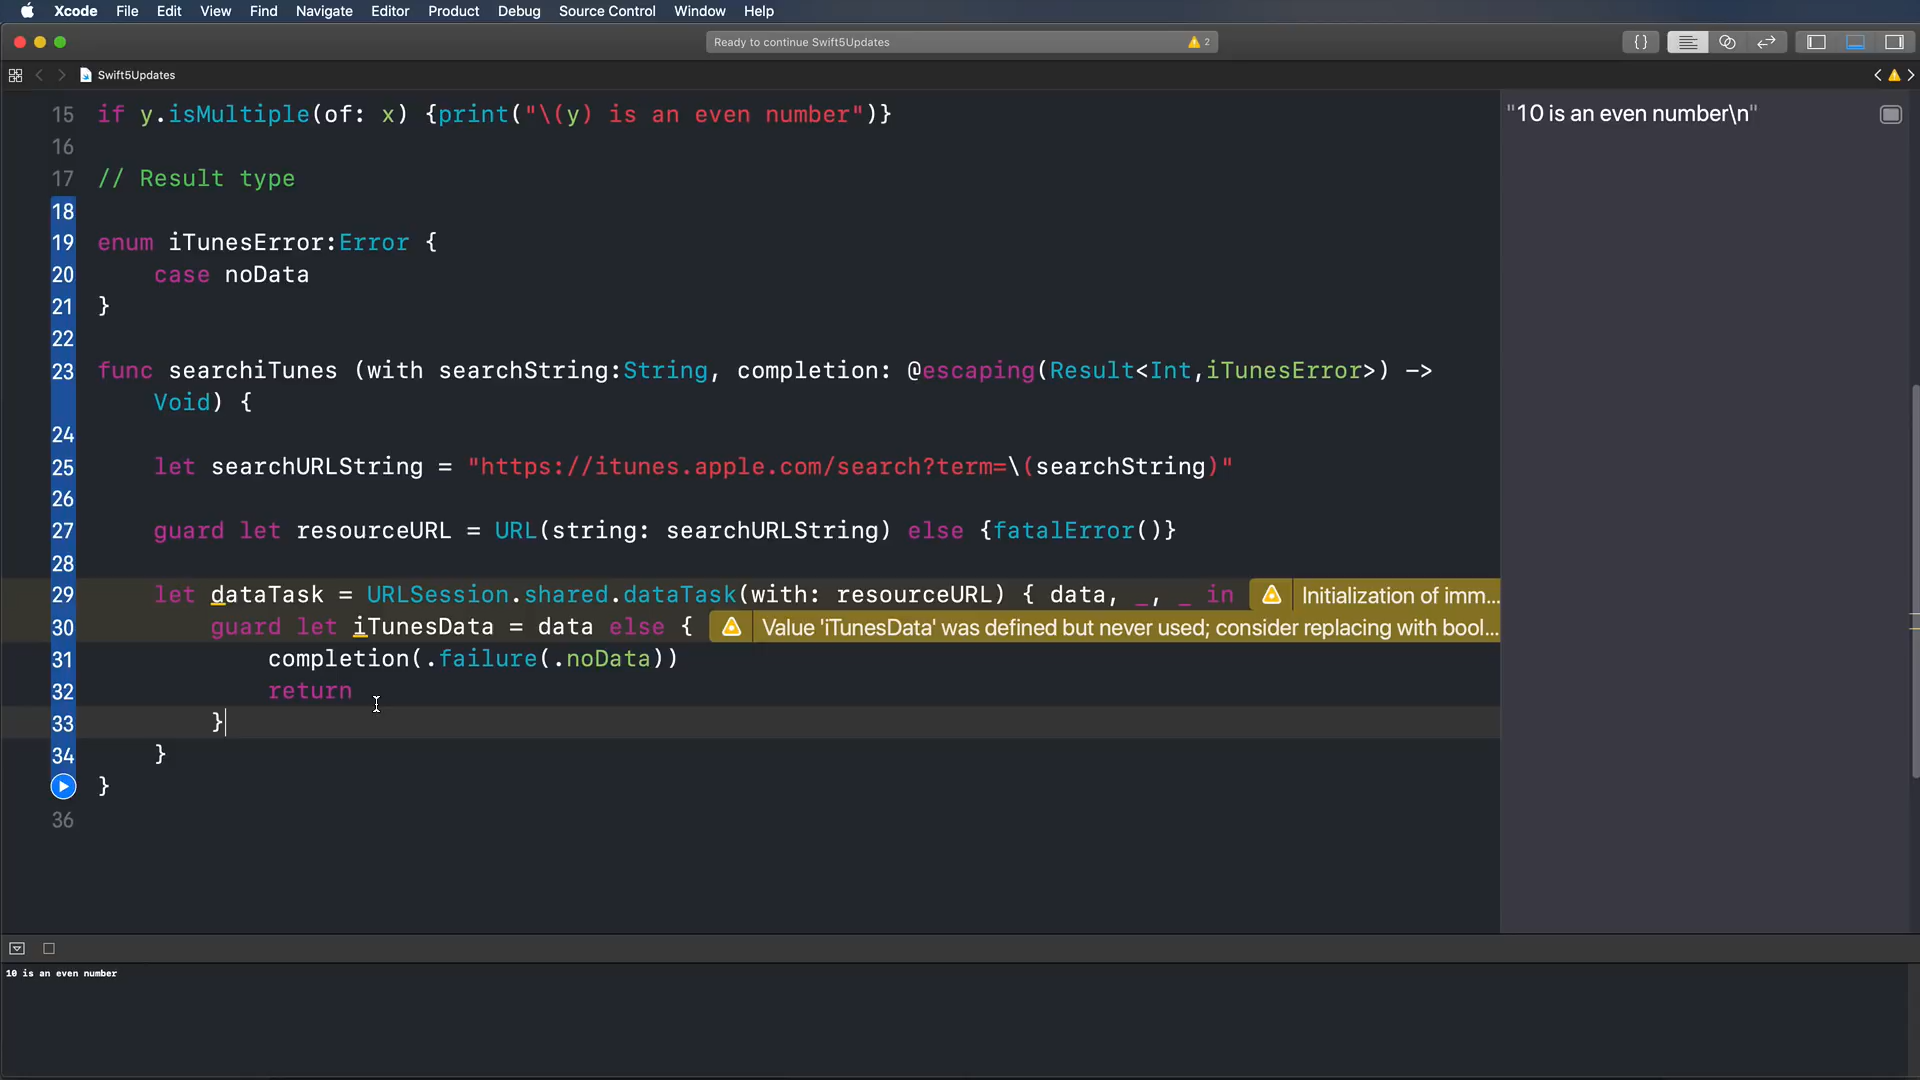 Xcode File Edit View Find Navigate Editor Product Debug Source Control Window Help
Ready to continue Swift5Updates 2
Swift5Updates
15 if y.isMultiple(of: x) {print("\(y) is an even number")}
"10 is an even number\n"
16
17 // Result type
18
19 enum iTunesError:Error {
20 case noData
21 }
22
23 func searchiTunes (with searchString:String, completion: @escaping(Result<Int,iTunesError>) ->
Void) {
24
25 let searchURLString = "https://itunes.apple.com/search?term=\(searchString)"
26
27 guard let resourceURL = URL(string: searchURLString) else {fatalError()}
28
29 let dataTask = URLSession.shared.dataTask(with: resourceURL) { data, _, _ in Initialization of imm...
30 guard let iTunesData = data else { Value 'iTunesData' was defined but never used; consider replacing with bool...
31 completion(.failure(.noData))
32 return
33 }
34 }
}
36
10 is an even number